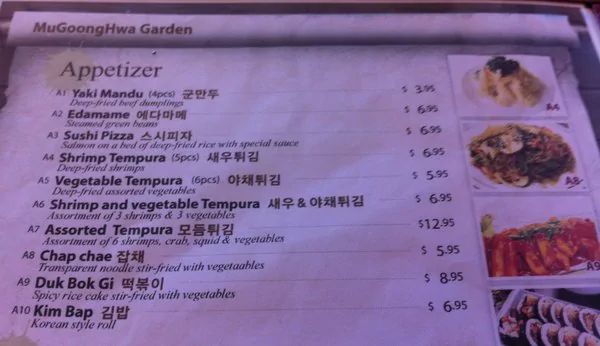 MuGoongHwa Garden
Appetizer
A1 Yaki Mandu (4pcs) 군만두 $ 3.95
Deep-fried beef dumplings
A2 Edamame 에다마메 $ 6.95
Steamed green beans
A3 Sushi Pizza 스시피자 $ 6.95
Salmon on a bed of deep-fried rice with special sauce
A4 Shrimp Tempura (5pcs) 새우튀김 $ 6.95
Deep-fried shrimps
A5 Vegetable Tempura (6pcs) 야채튀김 $ 5.95
Deep-fried assorted vegetables
A6 Shrimp and vegetable Tempura 새우 & 야채튀김 $ 6.95
Assortment of 3 shrimps & 3 vegetables
A7 Assorted Tempura 모듬튀김 $12.95
Assortment of 6 shrimps, crab, squid & vegetables
A8 Chap chae 잡채 $ 5.95
Transparent noodle stir-fried with vegetaables
A9 Duk Bok Gi 떡볶이 $ 8.95
Spicy rice cake stir-fried with vegetables
A10 Kim Bap 김밥 $ 6.95
Korean style roll
A8
A9